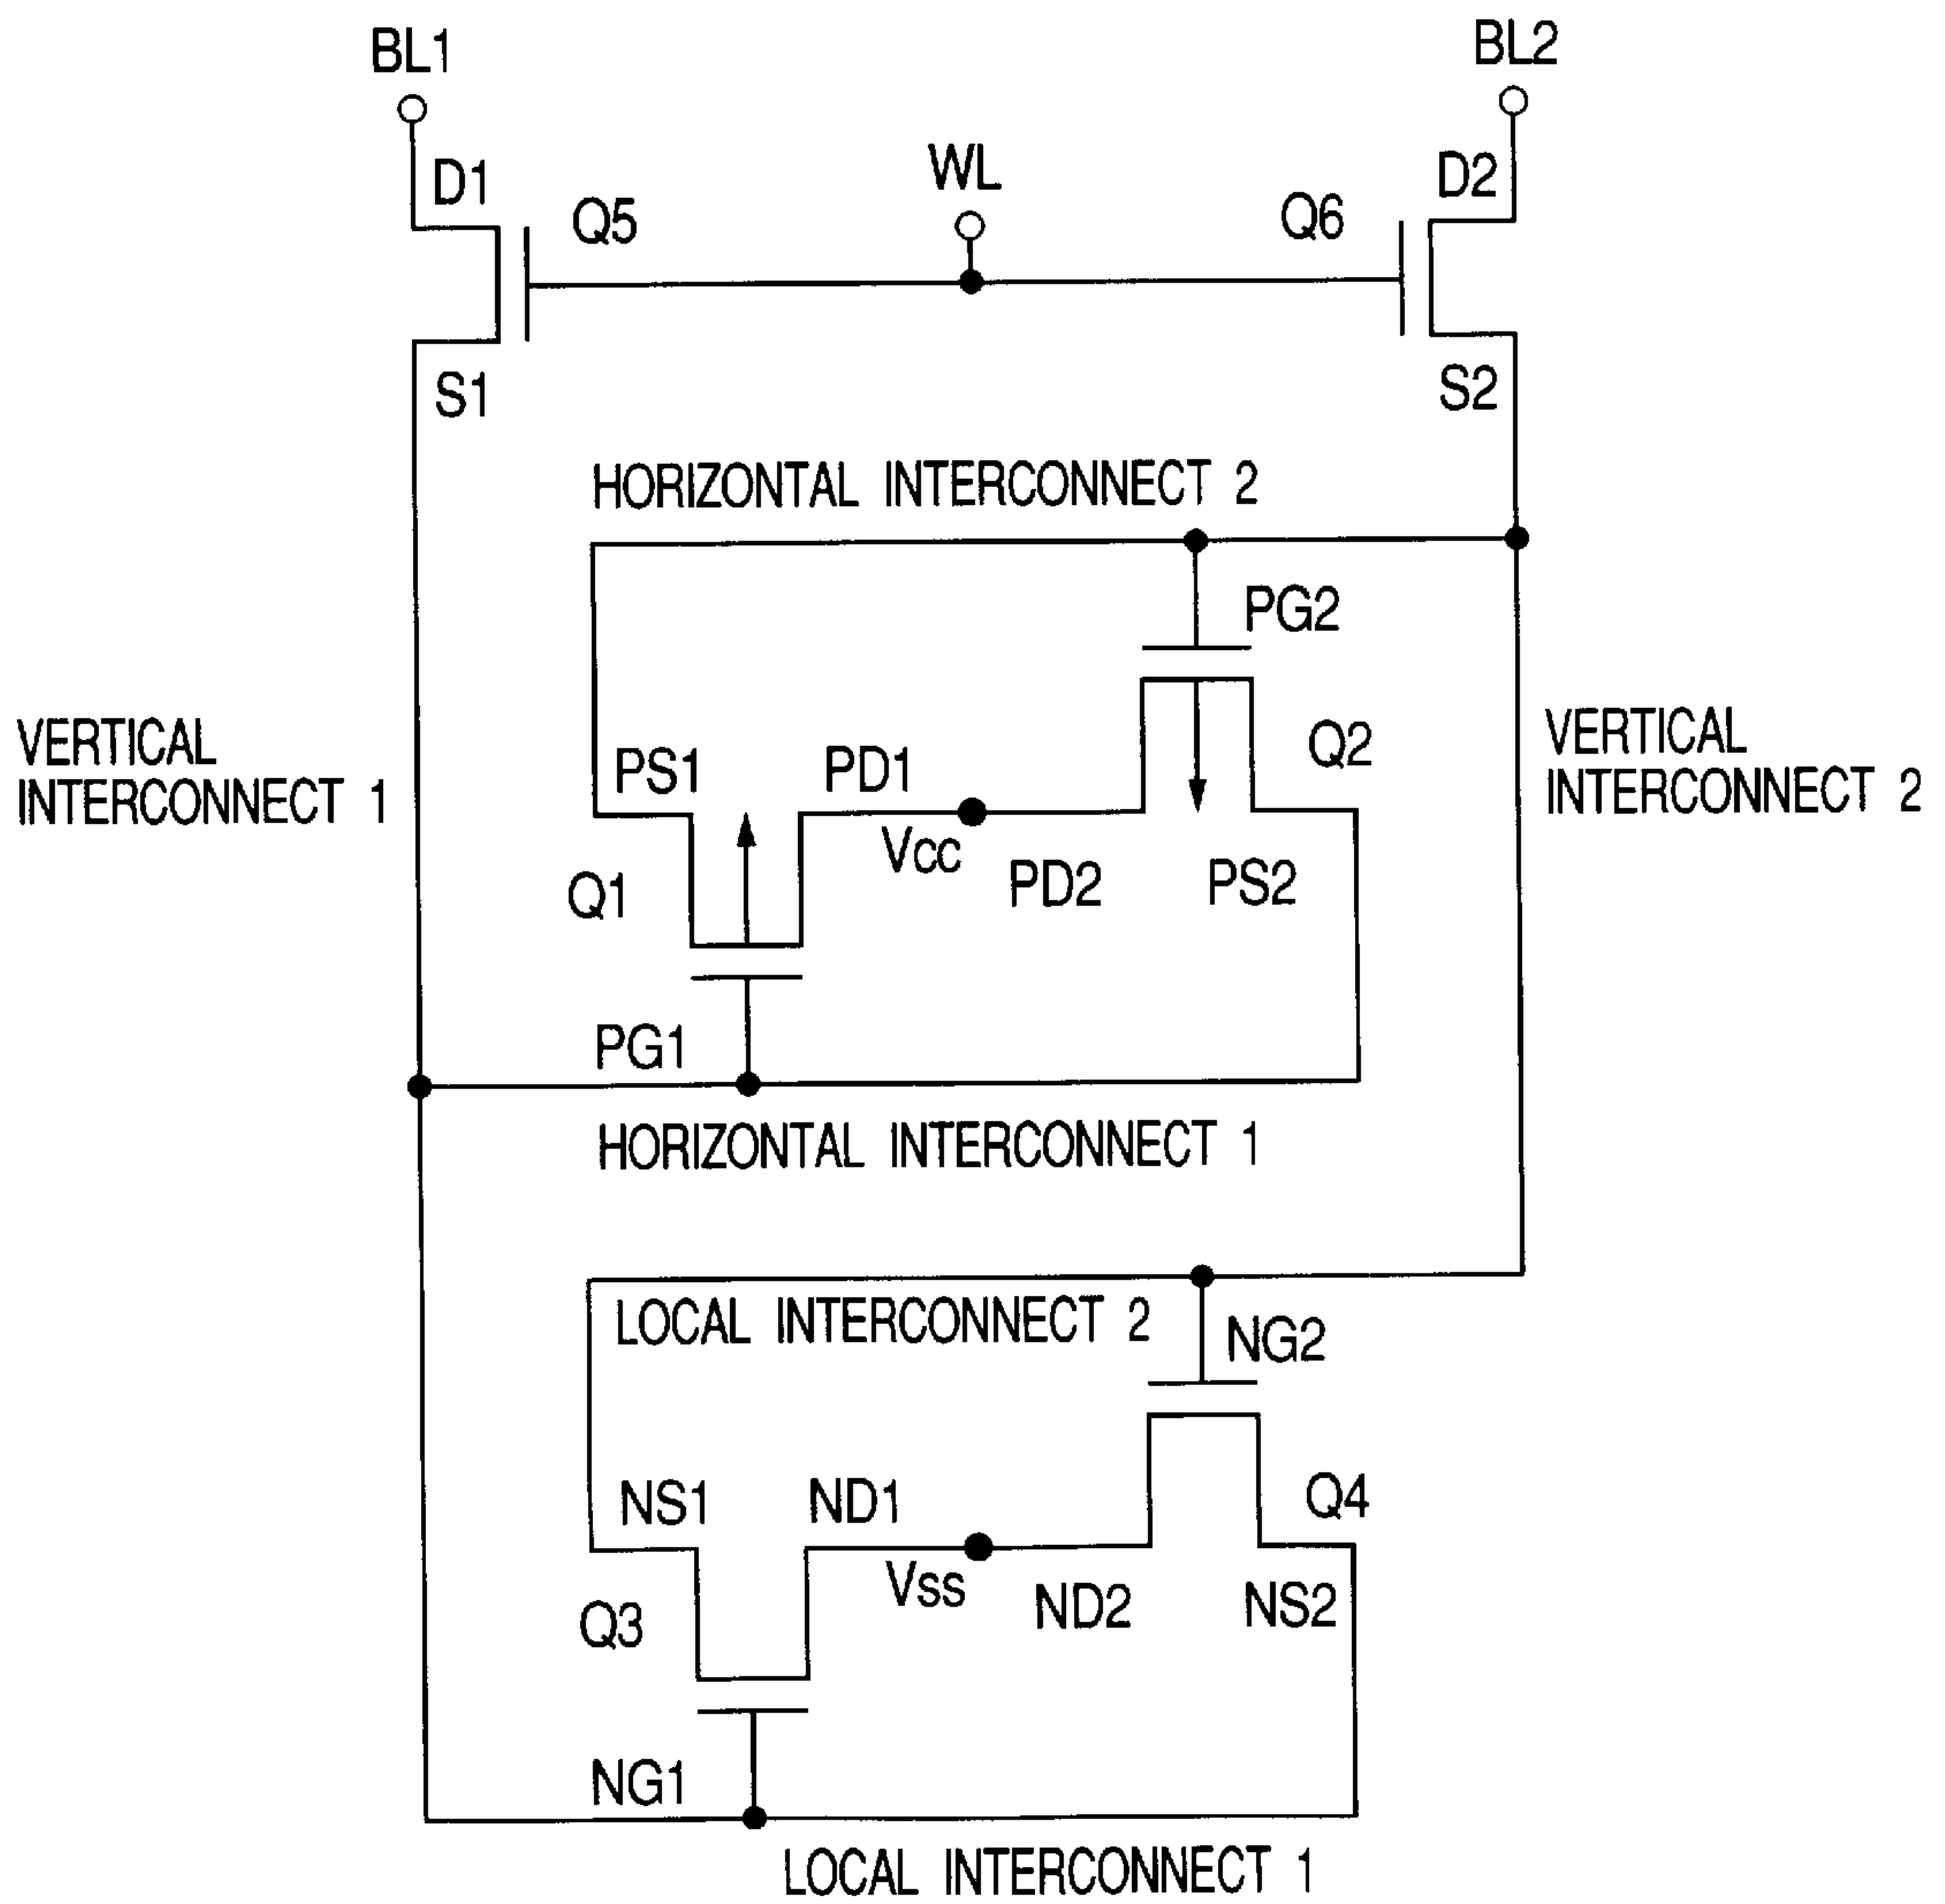 BL1
BL2
WL
D1
D2
Q5
Q6
S1
S2
HORIZONTAL INTERCONNECT 2
PG2
VERTICAL
INTERCONNECT 1
VERTICAL
INTERCONNECT 2
PS1
PD1
Q2
Vcc
Q1
PD2
PS2
PG1
HORIZONTAL INTERCONNECT 1
LOCAL INTERCONNECT 2
NG2
NS1
ND1
Q4
Vss
Q3
ND2
NS2
NG1
LOCAL INTERCONNECT 1